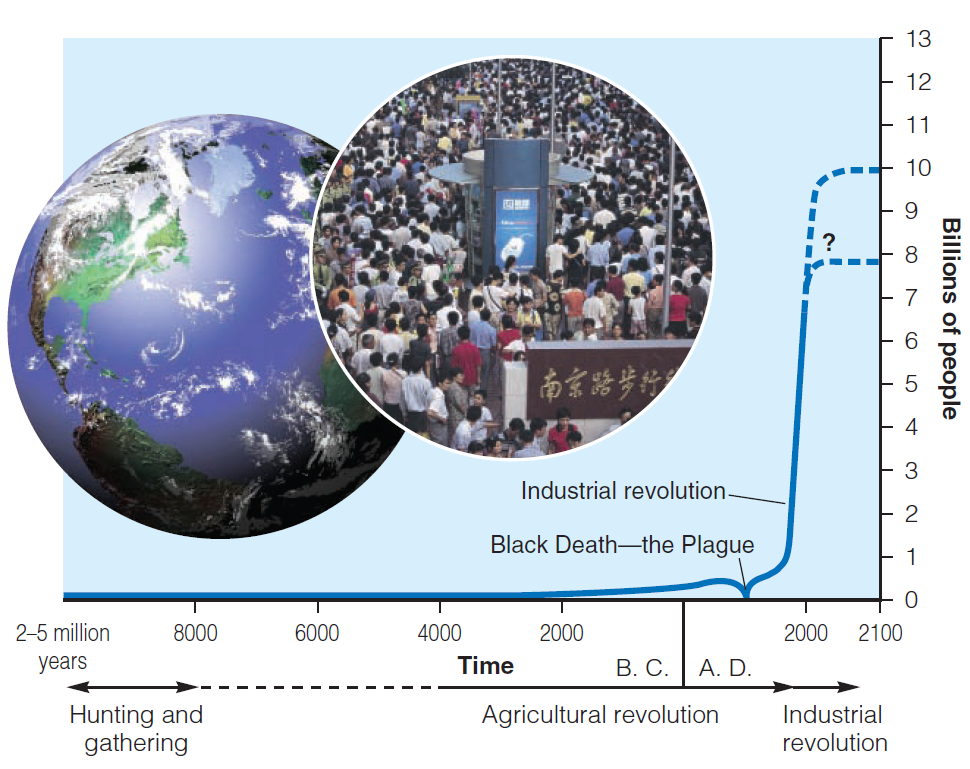 13
12
11
10
9
?
8
7
6
5
4
3
2
1
0
Billions of people
南京路步行
Industrial revolution
Black Death—the Plague
2–5 million
years
8000
6000
4000
2000
2000
2100
Time
B. C.
A. D.
Hunting and
gathering
Agricultural revolution
Industrial
revolution